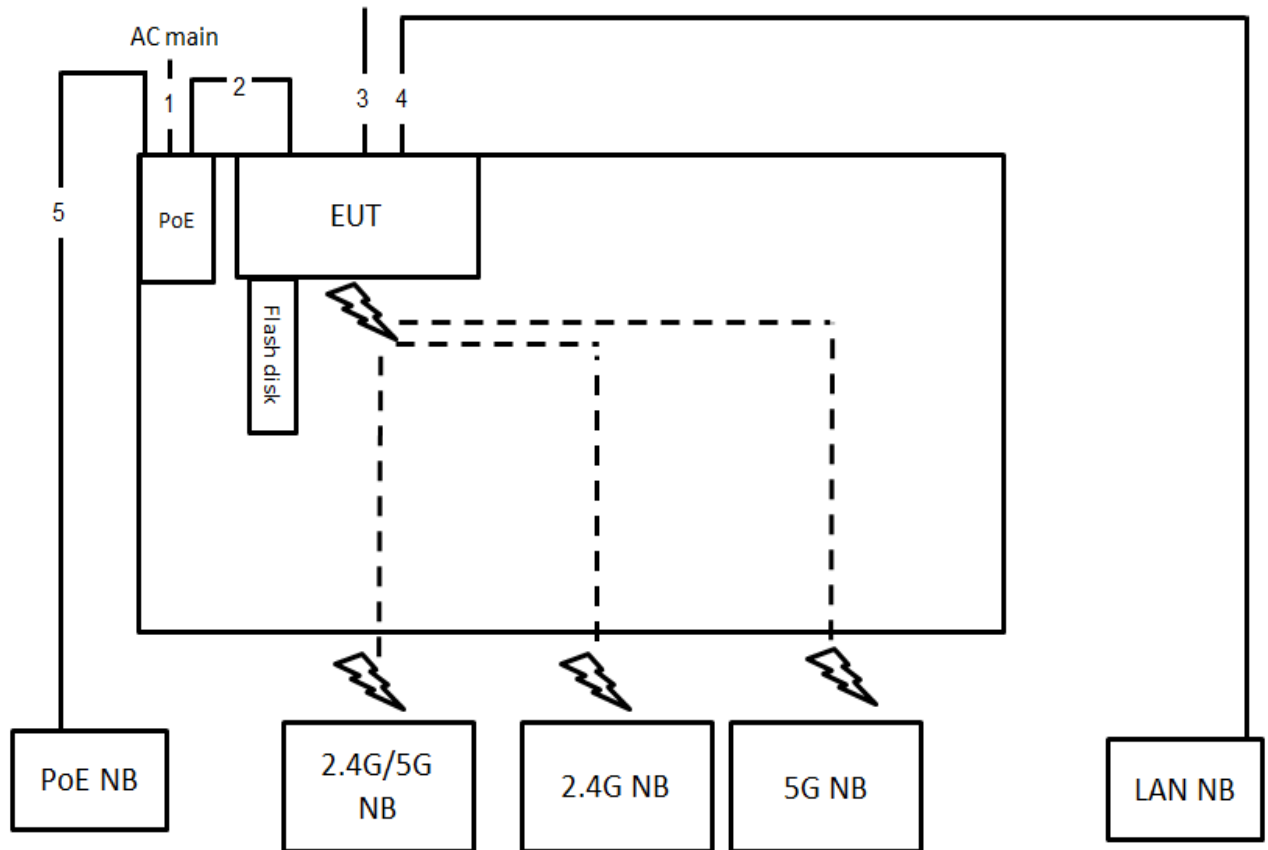 AC main
2
1
3
4
5
PoE
EUT
Flash disk
PoE NB
2.4G/5G
NB
2.4G NB
5G NB
LAN NB